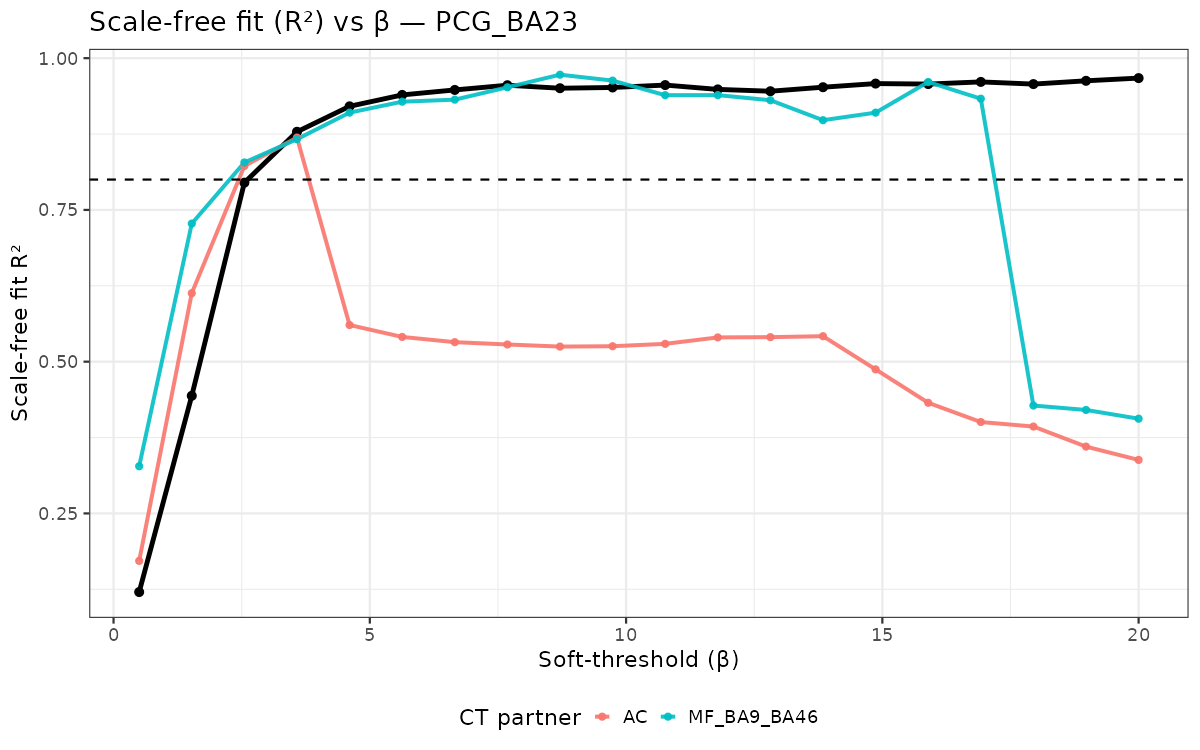 Scale-free fit (R²) vs β — PCG_BA23
1.00
0.75
0.50
0.25
Scale-free fit R²
0 5 10 15 20
Soft-threshold (β)
CT partner AC MF_BA9_BA46